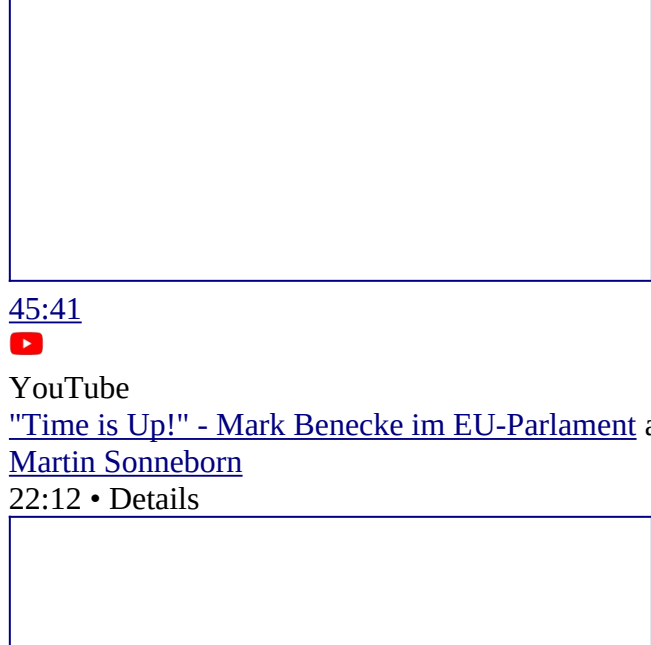 45:41
YouTube
"Time is Up!" - Mark Benecke im EU-Parlament
Martin Sonneborn
22:12 • Details